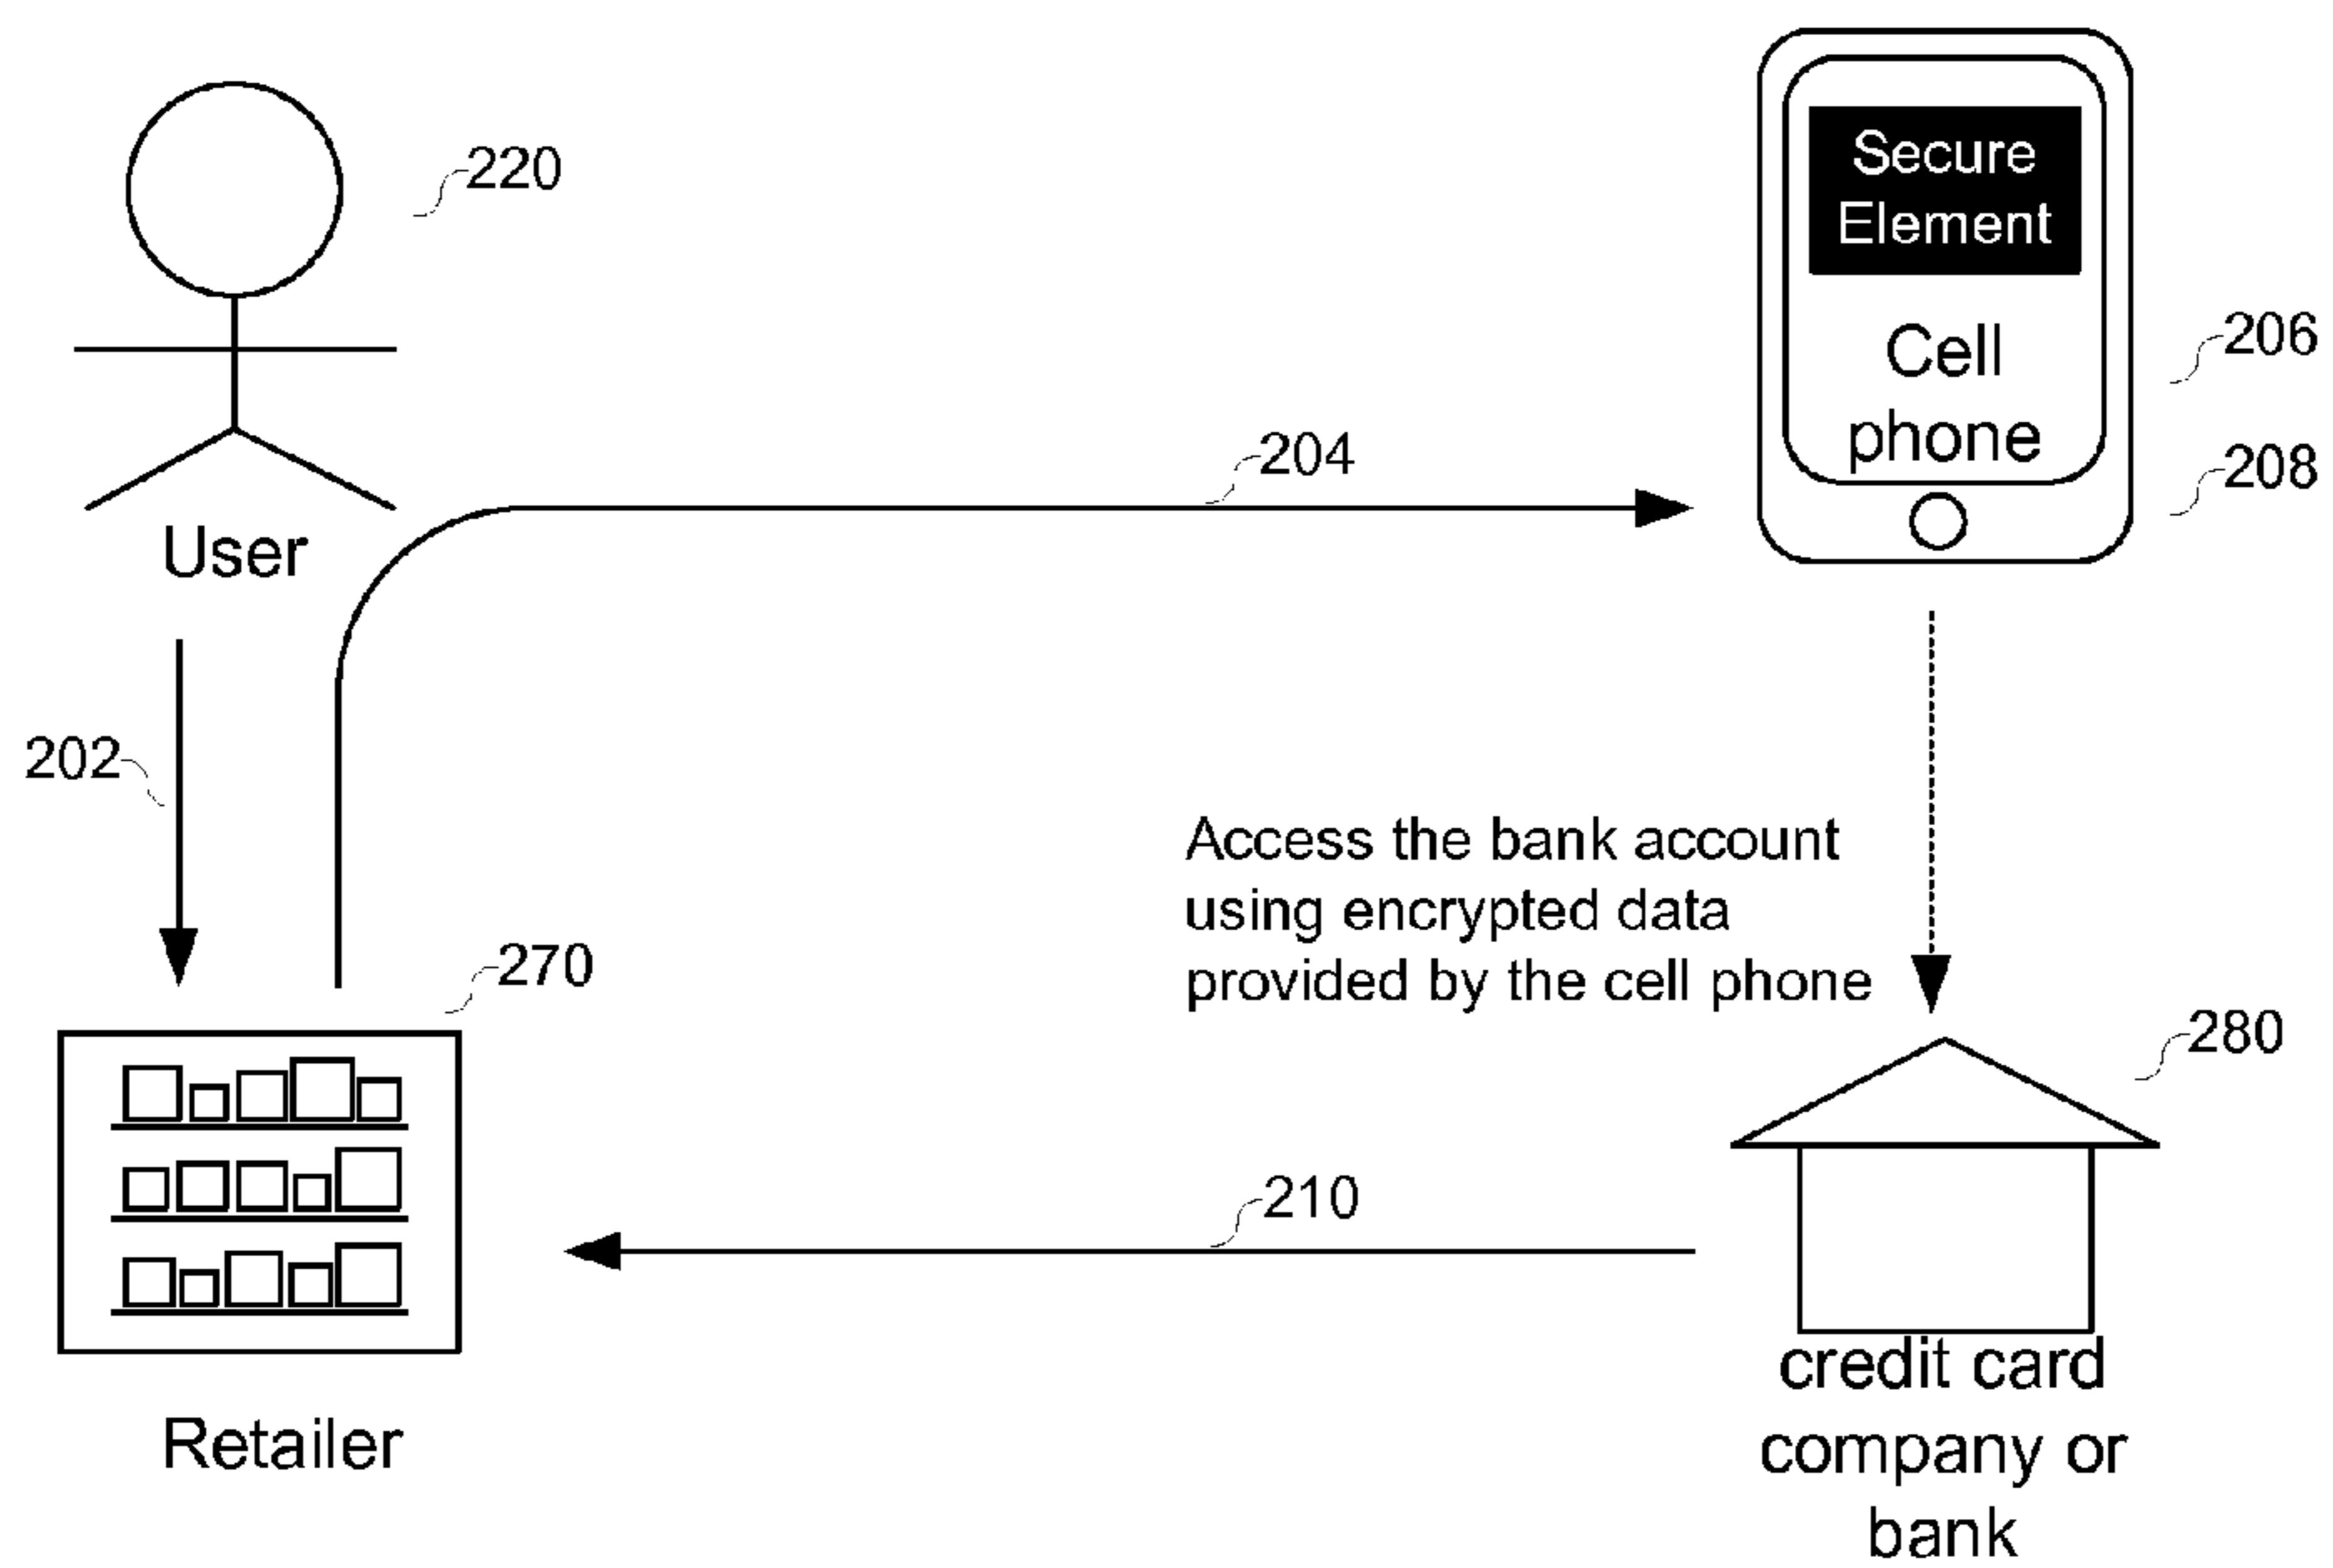 220
Secure
Element
Cell
phone
206
208
204
User
202
Access the bank account
using encrypted data
provided by the cell phone
270
280
210
Retailer
credit card
company or
bank